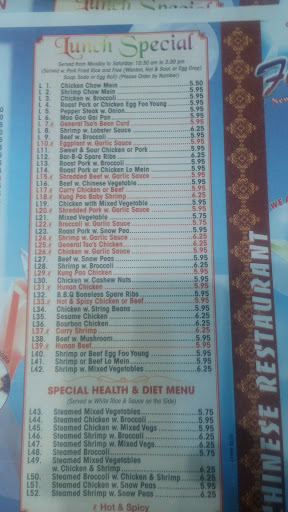 Lunch Special
Lunch Special
Served from Monday to Saturday: 10:30 am to 3:30 pm
(Served w. Pork Fried Rice and Free (Wonton, Hot & Sour, or Egg Drop)
Soup Soda or Egg Roll) (Please Order by Number)
L 1. Chicken Chow Mein 5.50
L 2. Shrimp Chow Mein 5.95
L 3. Chicken w. Broccoli 5.95
L 4. Roast Pork or Chicken Egg Foo Young 5.95
L 5. Pepper Steak w. Onion 5.95
L 6. Moo Goo Gai Pan 5.95
L 7. General Tso's Bean Curd 5.95
L 8. Shrimp w. Lobster Sauce 6.25
L 9. Beef w. Broccoli 5.95
L10. Eggplant w. Garlic Sauce 5.95
L11. Sweet & Sour Chicken or Pork 5.95
L12. Bar-B-Q Spare Ribs 6.25
L13. Roast Pork w. Broccoli 5.95
L14. Roast Pork or Chicken Lo Mein 5.95
L15. Shredded Beef w. Garlic Sauce 5.95
L16. Beef w. Chinese Vegetable 5.95
L17. Curry Chicken or Beef 5.95
L18. Kung Pao Baby Shrimp 6.25
L19. Chicken with Mixed Vegetable 5.95
L20. Shredded Pork w. Garlic Sauce 5.95
L21. Mixed Vegetable 5.75
L22. Broccoli w. Garlic Sauce 5.75
L23. Roast Pork w. Snow Pea 5.95
L24. Shrimp w. Garlic Sauce 6.25
L25. General Tso's Chicken 6.25
L26. Chicken w. Garlic Sauce 5.95
L27. Beef w. Snow Peas 5.95
L28. Shrimp w. Broccoli 6.25
L29. Kung Pao Chicken 5.95
L30. Chicken w. Cashew Nuts 5.95
L31. Hunan Chicken 5.95
L32. B.B.Q Boneless Spare Ribs 5.95
L33. Hot & Spicy Chicken or Beef 5.95
L34. Chicken w. String Beans 5.95
L35. Sesame Chicken 6.25
L36. Bourbon Chicken 6.25
L37. Curry Shrimp 6.25
L38. Beef w. Mushroom 5.95
L39. Hunan Beef 5.95
L40. Shrimp or Beef Egg Foo Young 6.25
L41. Shrimp or Beef Lo Mein 6.25
L42. Shrimp w. Mixed Vegetables 6.25
SPECIAL HEALTH & DIET MENU
(Served w White Rice & Sauce on the Side)
L43. Steamed Mixed Vegetables 5.75
L44. Steamed Chicken w. Broccoli 5.95
L45. Steamed Chicken w. Mixed Vegs 5.95
L46. Steamed Shrimp w. Broccoli 6.25
L47. Steamed Shrimp w. Mixed Vegs 6.25
L48. Steamed Broccoli 5.75
L49. Steamed Mixed Vegetables
w. Chicken & Shrimp 6.25
L50. Steamed Broccoli w. Chicken & Shrimp 6.25
L51. Steamed Chicken w. Snow Peas 5.95
L52. Steamed Shrimp w. Snow Peas 6.25
Hot & Spicy
CHINESE RESTAURANT